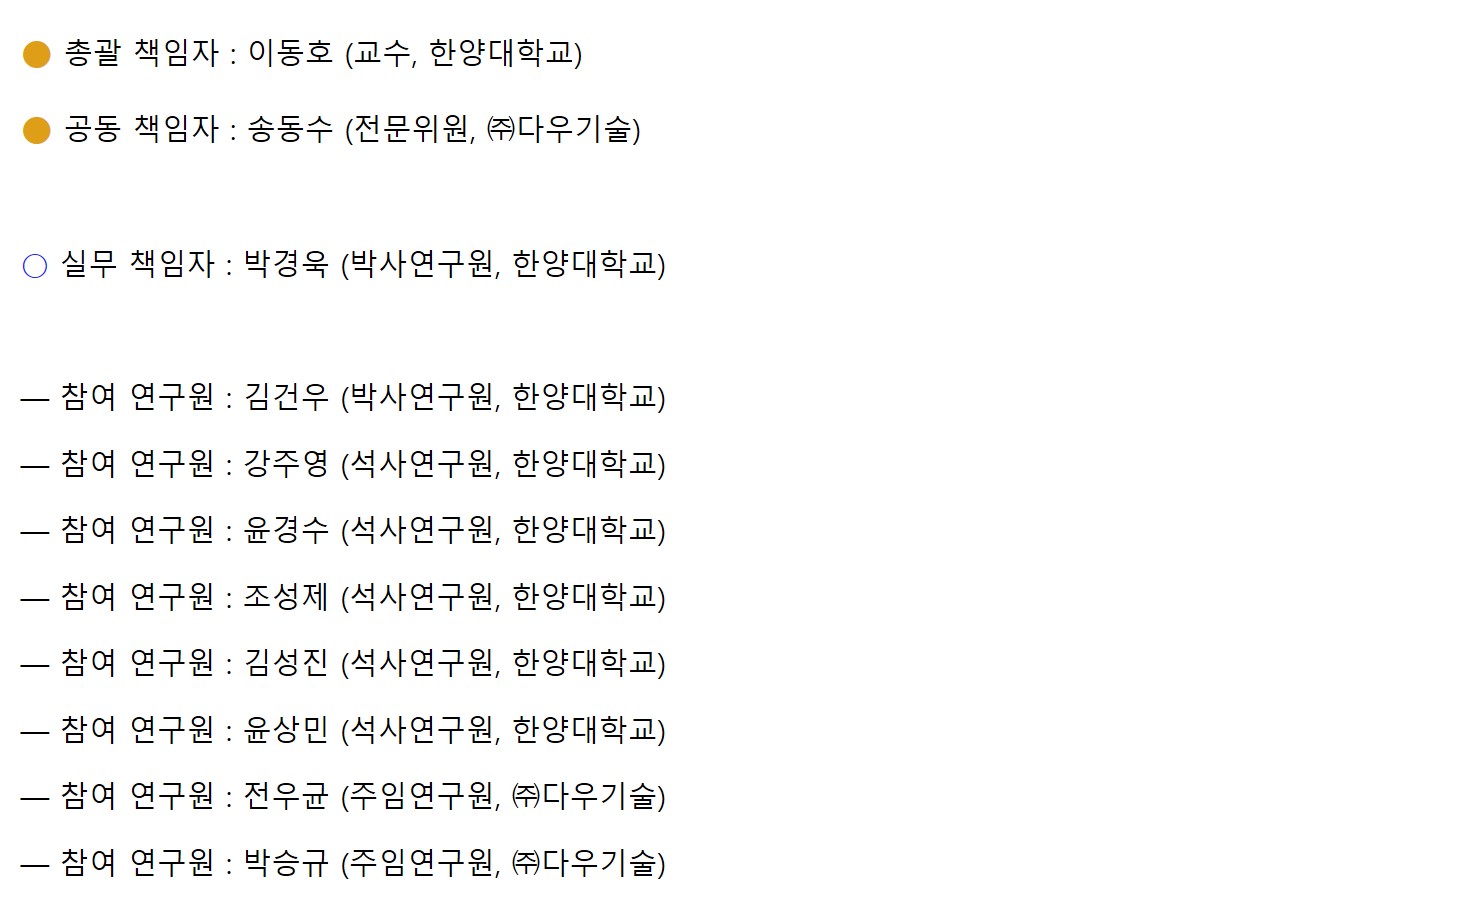 ● 총괄 책임자 : 이동호 (교수, 한양대학교)
● 공동 책임자 : 송동수 (전문위원, ㈜다우기술)
○ 실무 책임자 : 박경욱 (박사연구원, 한양대학교)
― 참여 연구원 : 김건우 (박사연구원, 한양대학교)
― 참여 연구원 : 강주영 (석사연구원, 한양대학교)
― 참여 연구원 : 윤경수 (석사연구원, 한양대학교)
― 참여 연구원 : 조성제 (석사연구원, 한양대학교)
― 참여 연구원 : 김성진 (석사연구원, 한양대학교)
― 참여 연구원 : 윤상민 (석사연구원, 한양대학교)
― 참여 연구원 : 전우균 (주임연구원, ㈜다우기술)
― 참여 연구원 : 박승규 (주임연구원, ㈜다우기술)